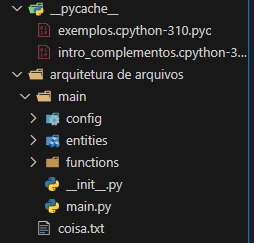 __pycache__
exemplos.cpython-310.pyc
intro_complementos.cpython-3...
arquitetura de arquivos
main
config
entities
functions
__init__.py
main.py
coisa.txt